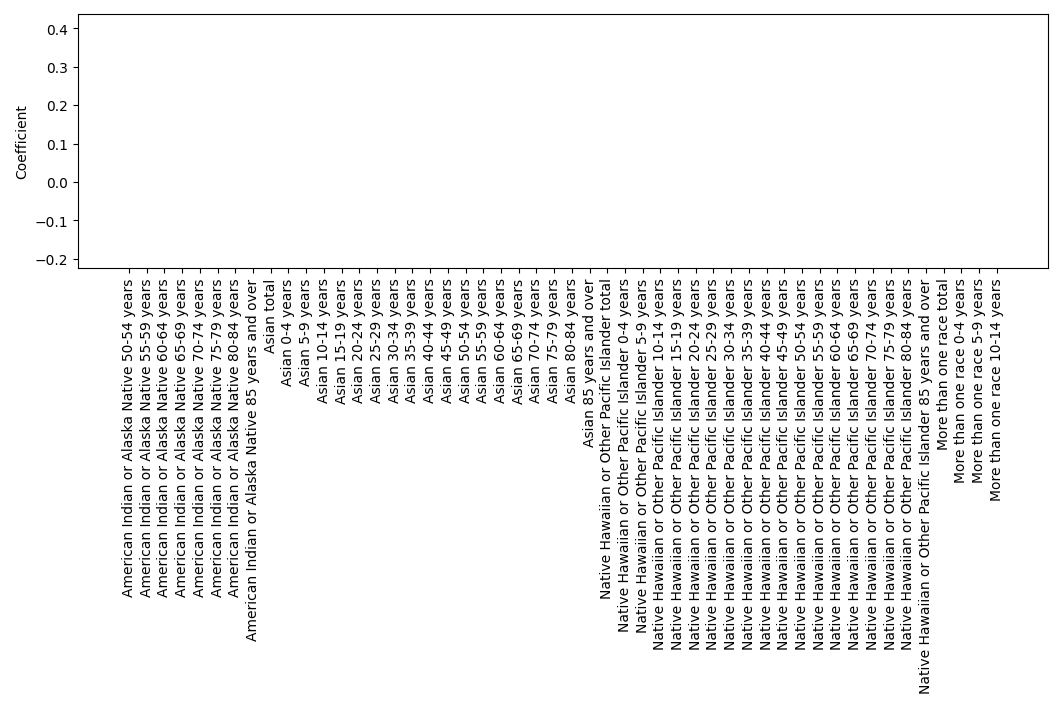 0.4
0.3
0.2
0.1
0.0
−0.1
−0.2
Coefficient
American Indian or Alaska Native 50-54 years
American Indian or Alaska Native 55-59 years
American Indian or Alaska Native 60-64 years
American Indian or Alaska Native 65-69 years
American Indian or Alaska Native 70-74 years
American Indian or Alaska Native 75-79 years
American Indian or Alaska Native 80-84 years
American Indian or Alaska Native 85 years and over
Asian total
Asian 0-4 years
Asian 5-9 years
Asian 10-14 years
Asian 15-19 years
Asian 20-24 years
Asian 25-29 years
Asian 30-34 years
Asian 35-39 years
Asian 40-44 years
Asian 45-49 years
Asian 50-54 years
Asian 55-59 years
Asian 60-64 years
Asian 65-69 years
Asian 70-74 years
Asian 75-79 years
Asian 80-84 years
Asian 85 years and over
Native Hawaiian or Other Pacific Islander total
Native Hawaiian or Other Pacific Islander 0-4 years
Native Hawaiian or Other Pacific Islander 5-9 years
Native Hawaiian or Other Pacific Islander 10-14 years
Native Hawaiian or Other Pacific Islander 15-19 years
Native Hawaiian or Other Pacific Islander 20-24 years
Native Hawaiian or Other Pacific Islander 25-29 years
Native Hawaiian or Other Pacific Islander 30-34 years
Native Hawaiian or Other Pacific Islander 35-39 years
Native Hawaiian or Other Pacific Islander 40-44 years
Native Hawaiian or Other Pacific Islander 45-49 years
Native Hawaiian or Other Pacific Islander 50-54 years
Native Hawaiian or Other Pacific Islander 55-59 years
Native Hawaiian or Other Pacific Islander 60-64 years
Native Hawaiian or Other Pacific Islander 65-69 years
Native Hawaiian or Other Pacific Islander 70-74 years
Native Hawaiian or Other Pacific Islander 75-79 years
Native Hawaiian or Other Pacific Islander 80-84 years
Native Hawaiian or Other Pacific Islander 85 years and over
More than one race total
More than one race 0-4 years
More than one race 5-9 years
More than one race 10-14 years